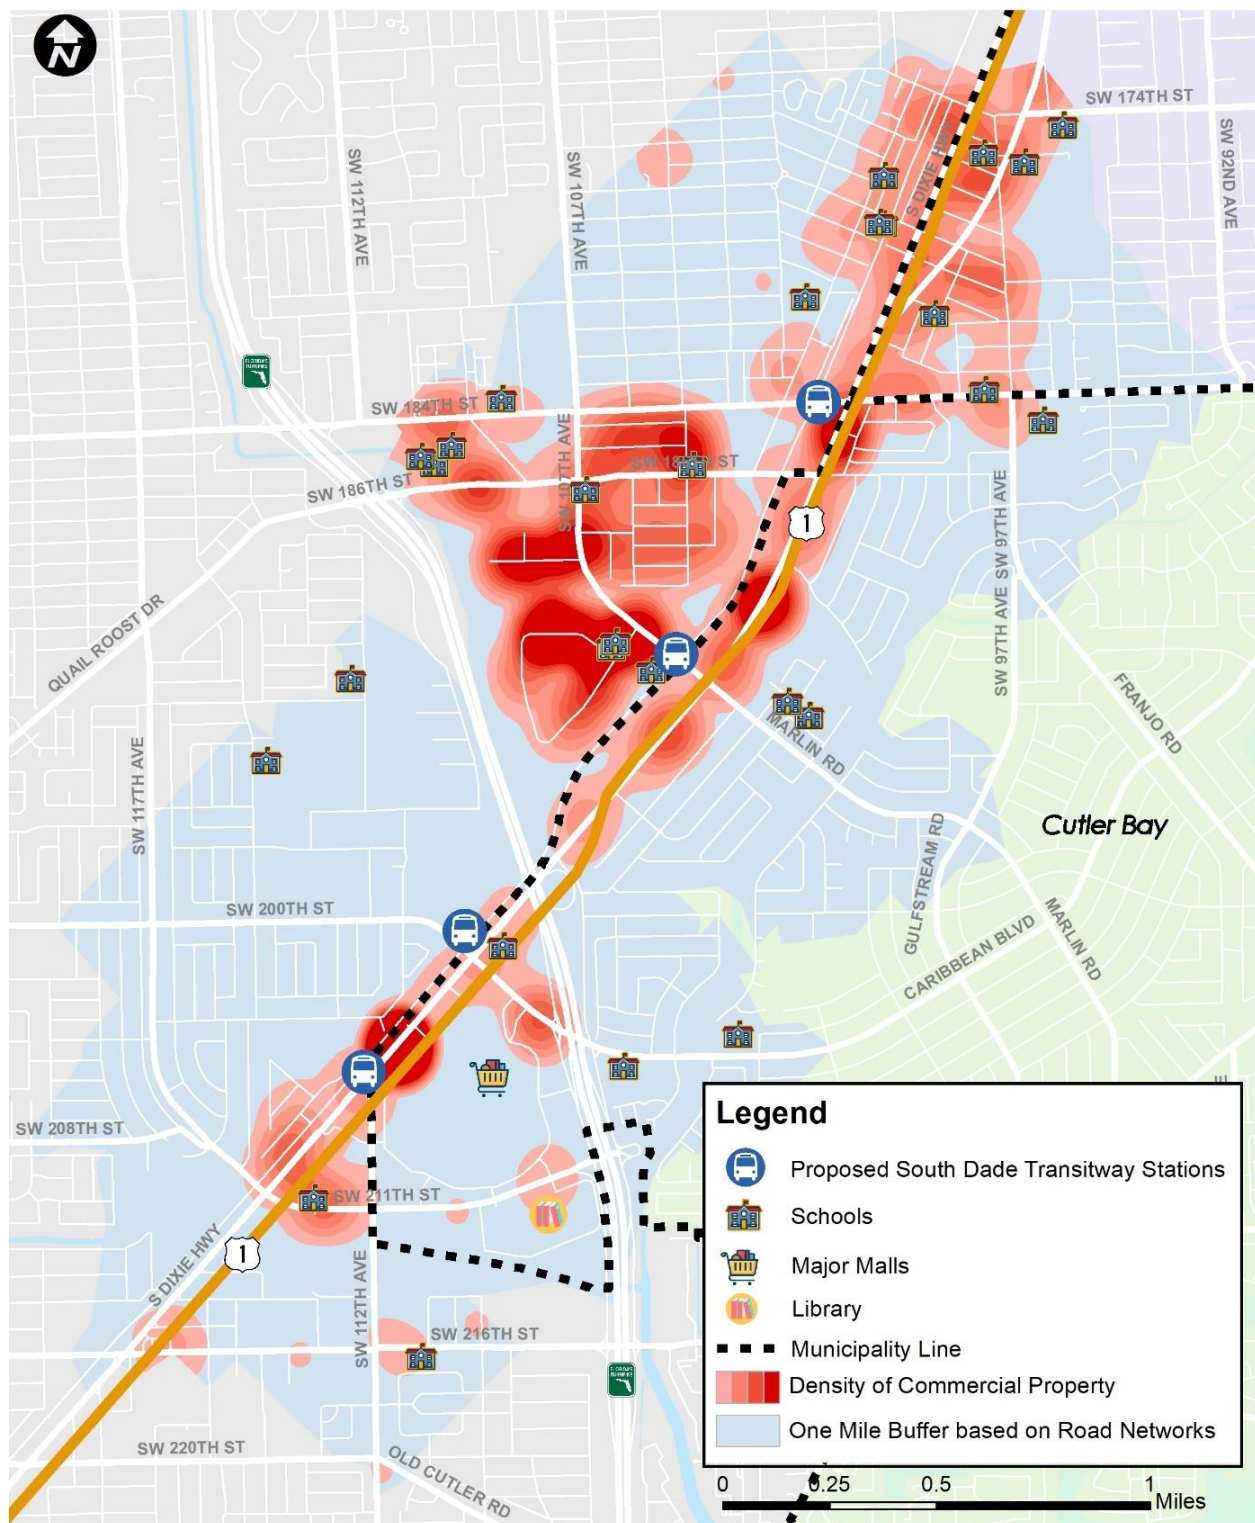 N
SW 174TH ST
SW 92ND AVE
S DIXIE HWY
SW 112TH AVE
SW 107TH AVE
SW 184TH ST
SW 107TH AVE
SW 186TH ST
1
SW 97TH AVE
SW 97TH AVE
QUAIL ROOST DR
FRANJO RD
MARLIN RD
SW 117TH AVE
Cutler Bay
GULFSTREAM RD
MARLIN RD
SW 200TH ST
CARIBBEAN BLVD
SW 208TH ST
SW 211TH ST
S DIXIE HWY
1
SW 112TH AVE
SW 216TH ST
SW 220TH ST
OLD CUTLER RD
Legend
Proposed South Dade Transitway Stations
Schools
Major Malls
Library
Municipality Line
Density of Commercial Property
One Mile Buffer based on Road Networks
0 0.25 0.5 1
Miles